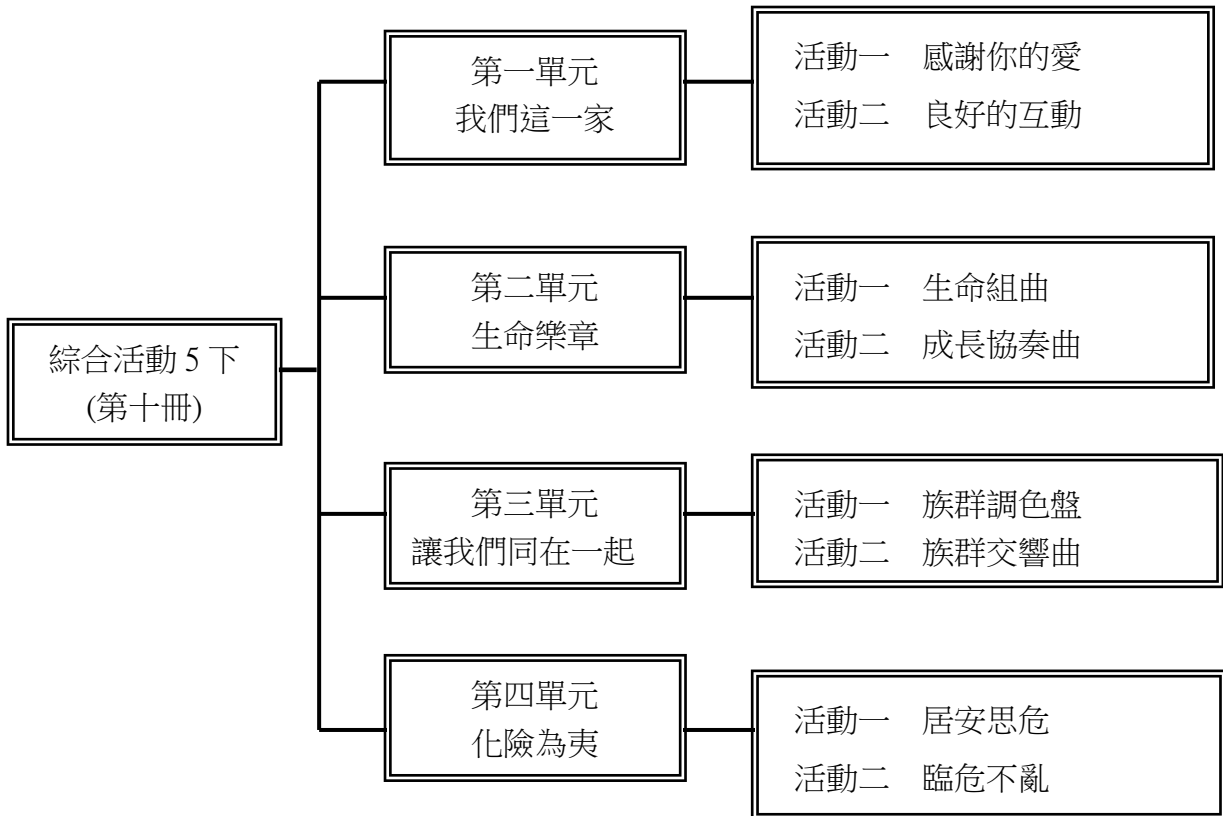 綜合活動 5 下
(第十冊)
第一單元
我們這一家
活動一　感謝你的愛
活動二　良好的互動
第二單元
生命樂章
活動一　生命組曲
活動二　成長協奏曲
第三單元
讓我們同在一起
活動一　族群調色盤
活動二　族群交響曲
第四單元
化險為夷
活動一　居安思危
活動二　臨危不亂